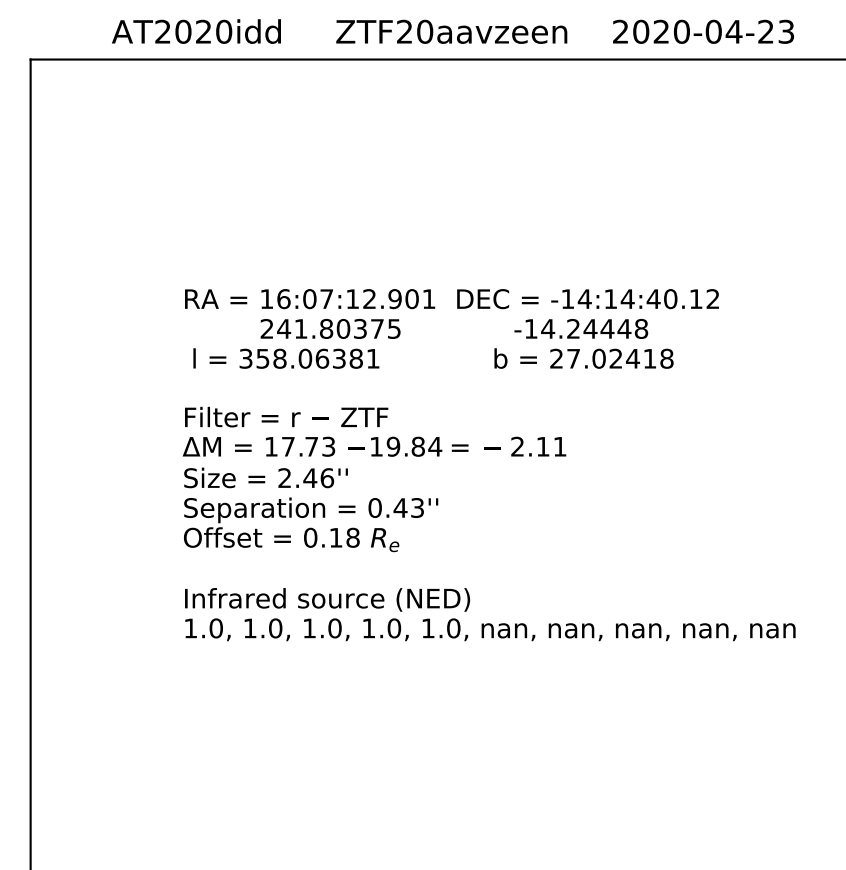 AT2020idd ZTF20aavzeen 2020-04-23
RA = 16:07:12.901 DEC = -14:14:40.12
241.80375 -14.24448
l = 358.06381 b = 27.02418
Filter = r − ZTF
ΔM = 17.73 −19.84 = − 2.11
Size = 2.46''
Separation = 0.43''
Offset = 0.18 Rₑ
Infrared source (NED)
1.0, 1.0, 1.0, 1.0, 1.0, nan, nan, nan, nan, nan